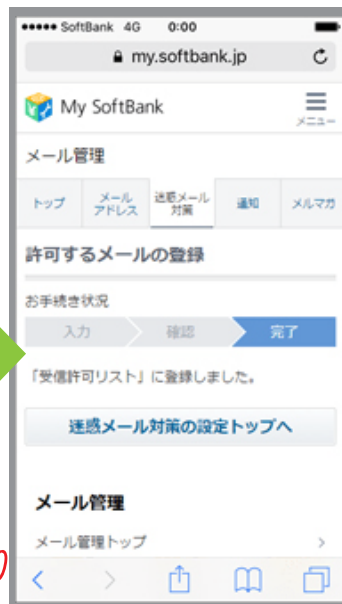 SoftBank 4G 0:00
my.softbank.jp
My SoftBank
メニュー
メール管理
トップ
メール
アドレス
迷惑メール
対策
通知
メルマガ
許可するメールの登録
お手続き状況
入力
確認
完了
「受信許可リスト」に登録しました。
迷惑メール対策の設定トップへ
メール管理
メール管理トップ